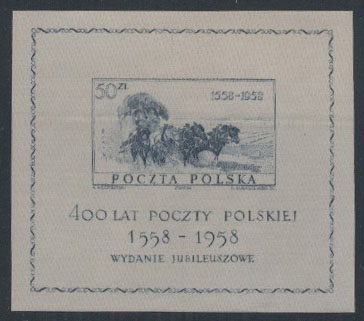 50 ZŁ 1558-1958
POCZTA POLSKA
400 LAT POCZTY POLSKIEJ
1558 - 1958
WYDANIE JUBILEUSZOWE